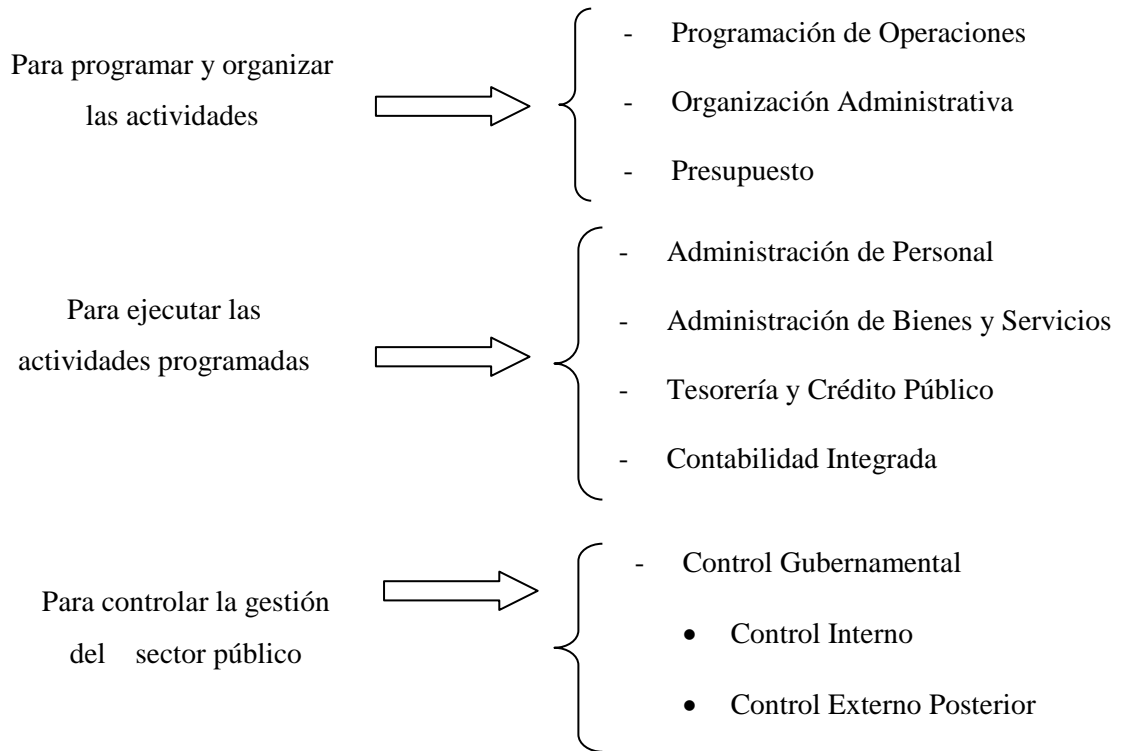 Para programar y organizar
las actividades
- Programación de Operaciones
- Organización Administrativa
- Presupuesto
Para ejecutar las
actividades programadas
- Administración de Personal
- Administración de Bienes y Servicios
- Tesorería y Crédito Público
- Contabilidad Integrada
Para controlar la gestión
del sector público
- Control Gubernamental
• Control Interno
• Control Externo Posterior